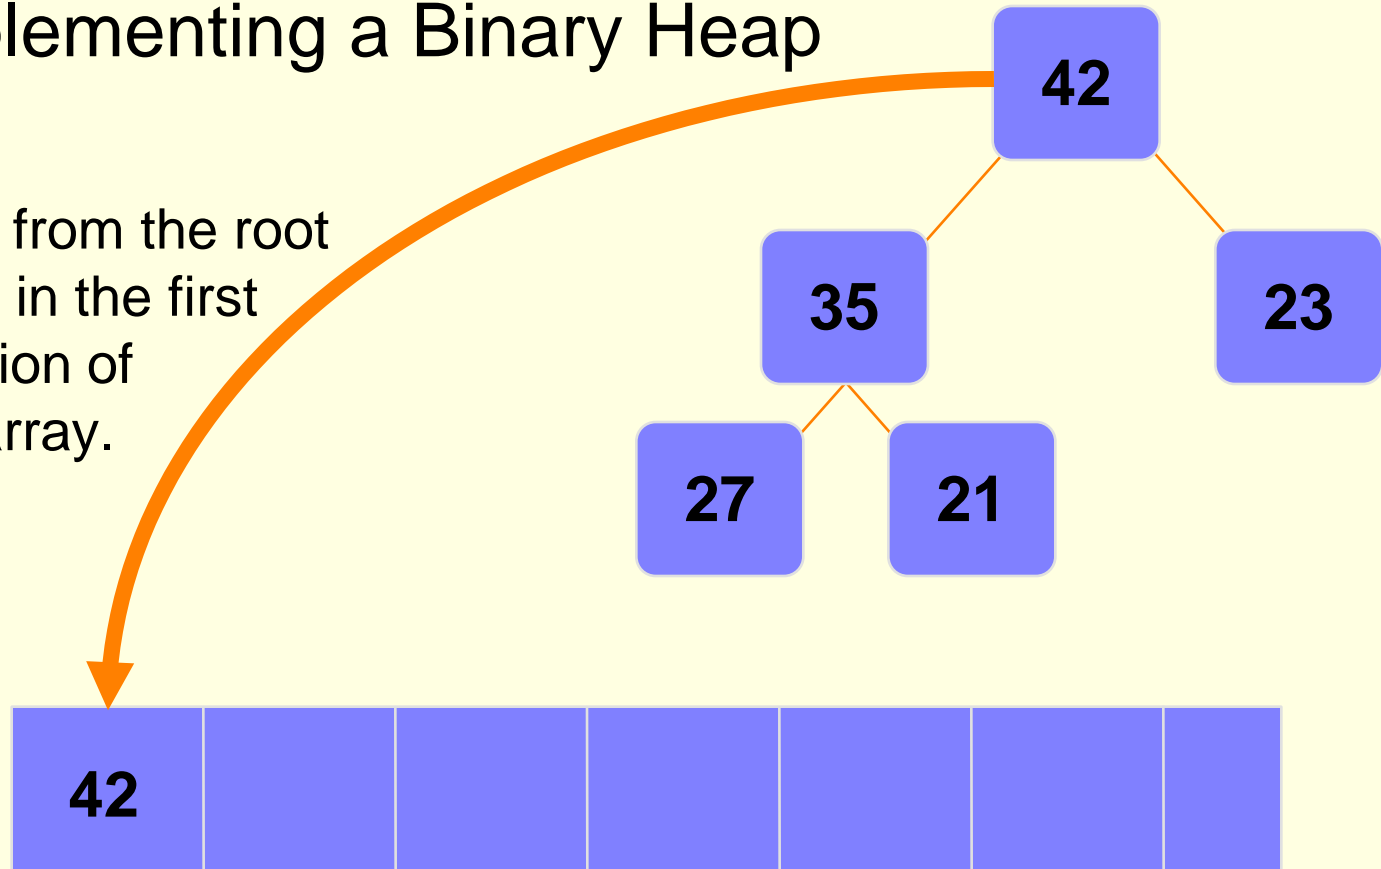 lementing a Binary Heap
42
from the root
in the first
ion of
rray.
35
23
27
21
42